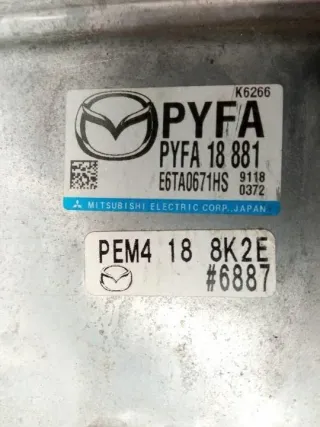 K6266
PYFA
PYFA 18 881
E6TA0671HS 9118 0372
MITSUBISHI ELECTRIC CORP., JAPAN
PEM4 18 8K2E
#6887